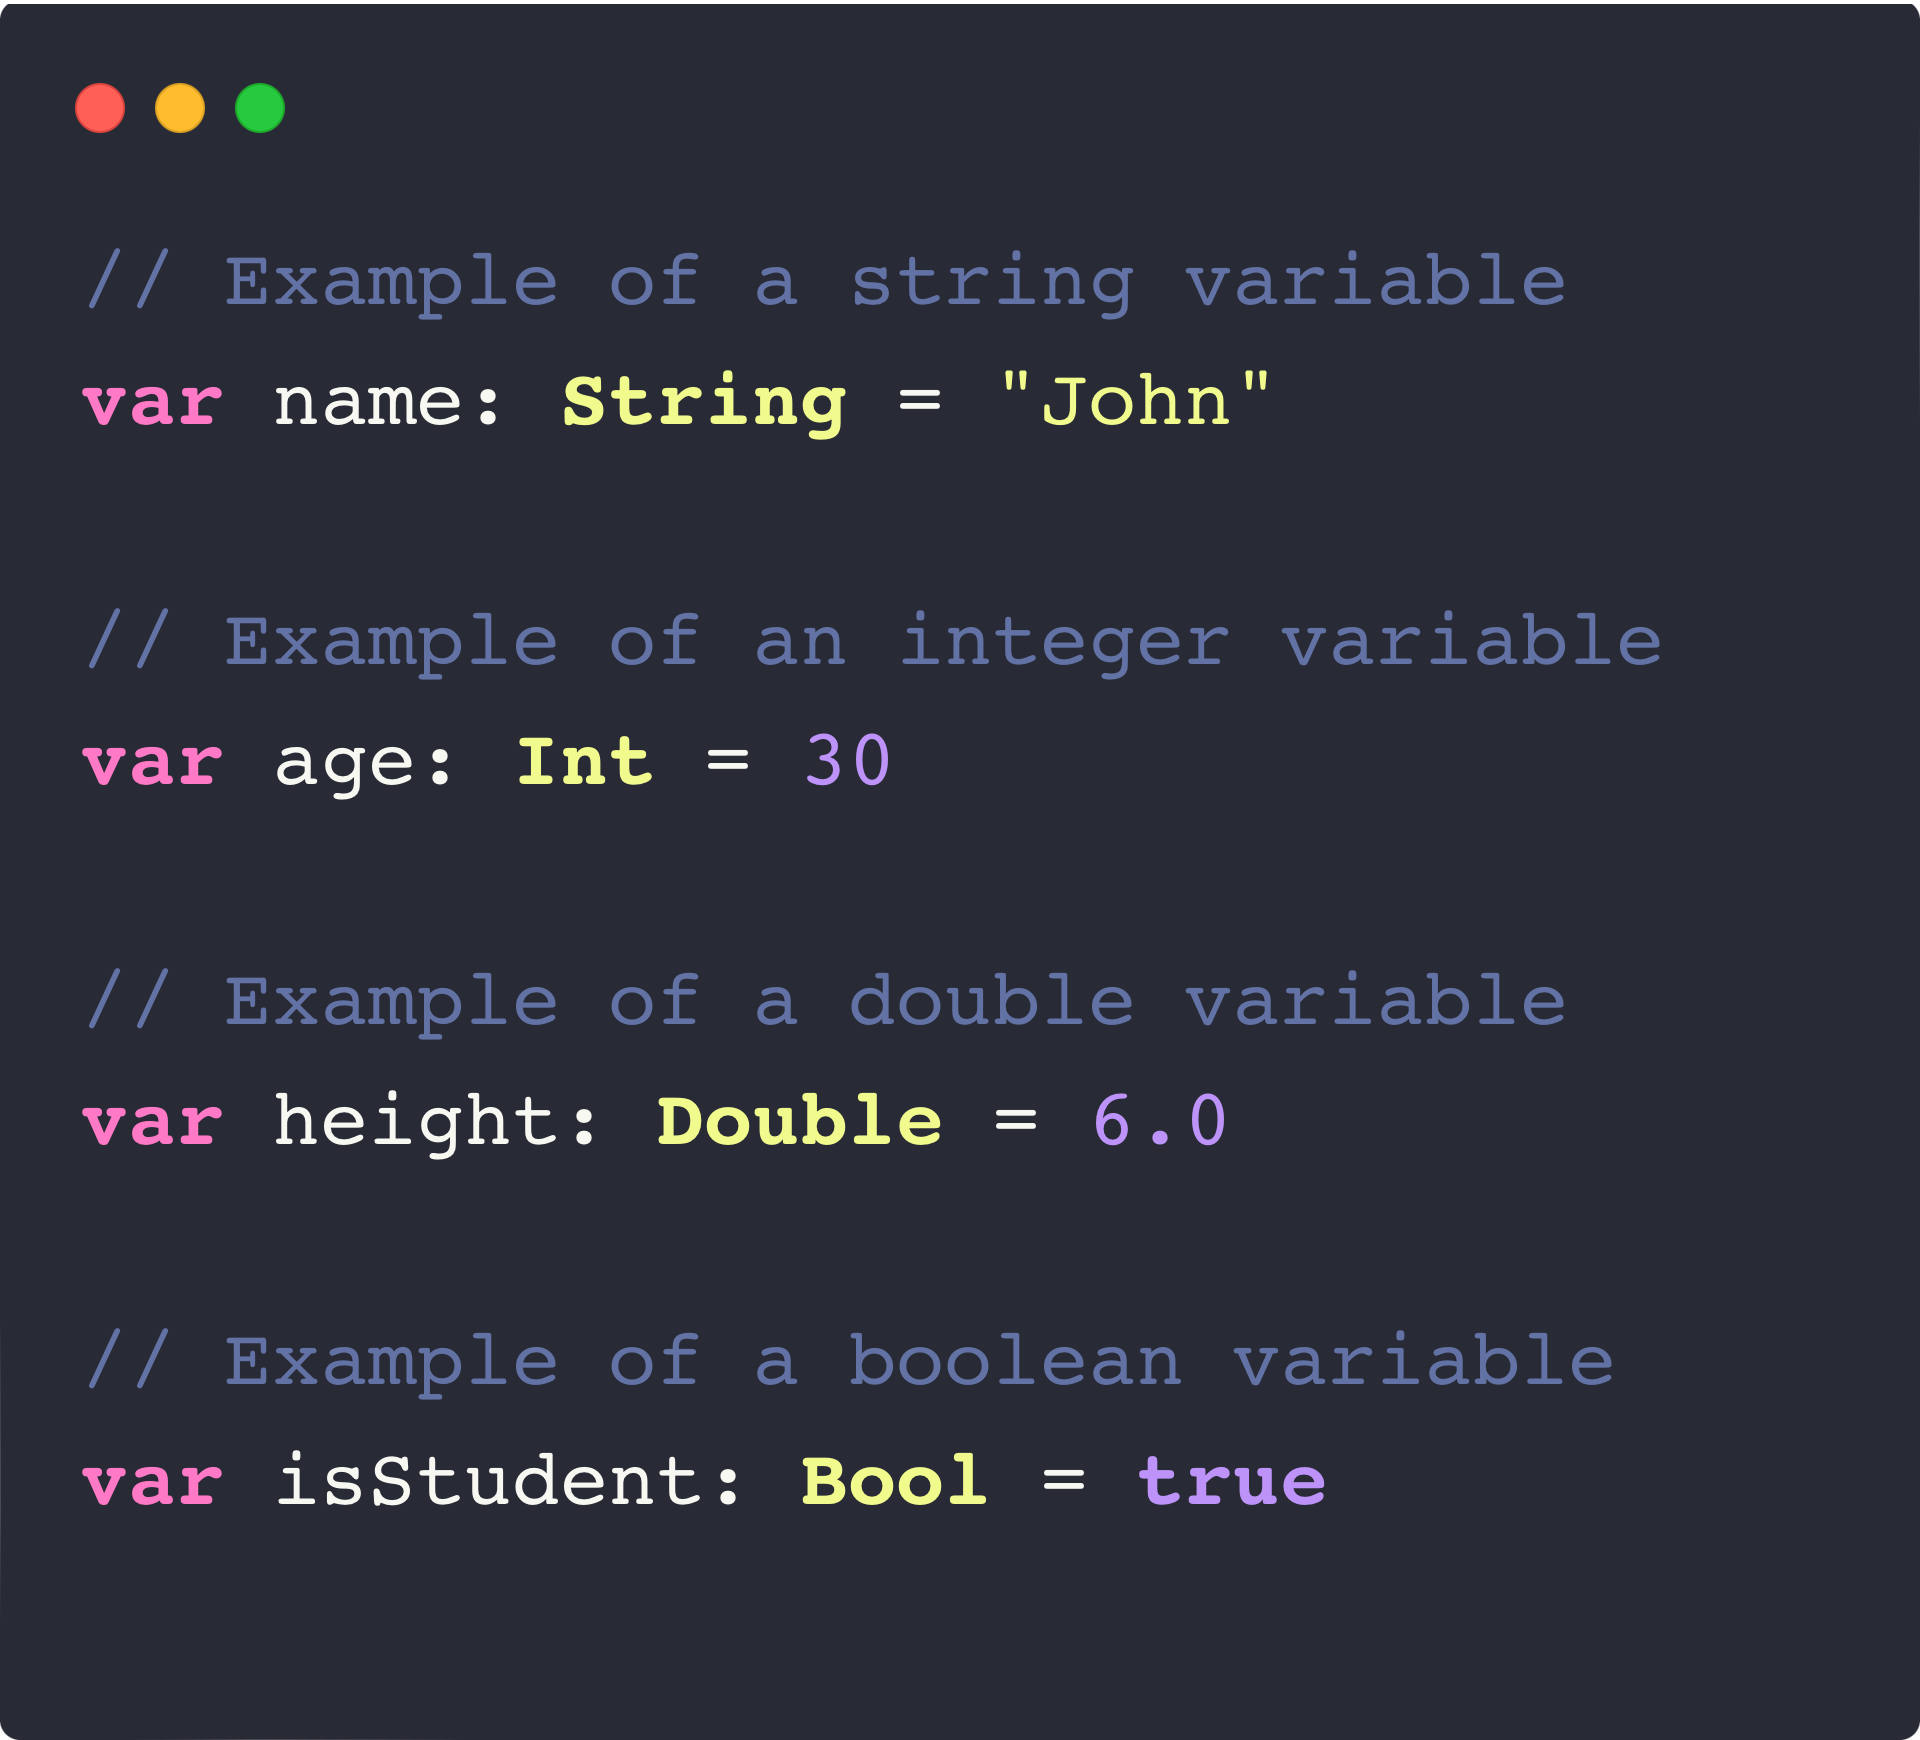 // Example of a string variable
var name: String = "John"
// Example of an integer variable
var age: Int = 30
// Example of a double variable
var height: Double = 6.0
// Example of a boolean variable
var isStudent: Bool = true